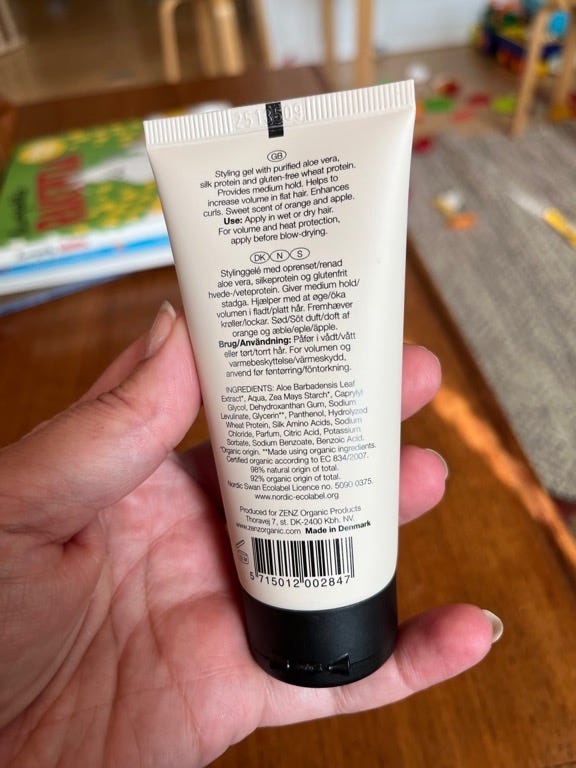 GB
Styling gel with purified aloe vera,
silk protein and gluten-free wheat protein.
Provides medium hold. Helps to
increase volume in flat hair. Enhances
curls. Sweet scent of orange and apple.
Use: Apply in wet or dry hair.
For volume and heat protection,
apply before blow-drying.
DK N S
Stylinggelé med oprenset/renad
aloe vera, silkeprotein og glutenfrit
hvede-/veteprotein. Giver medium hold/
stadga. Hjælper med at øge/öka
volumen i fladt/platt hår. Fremhæver
krøller/lockar. Sød/Söt duft/doft af
orange og æble/eple/äpple.
Brug/Användning: Påfør i vådt/vått
eller tørt/torrt hår. For volumen og
varmebeskyttelse/värmeskydd,
anvend før føntørring/föntorkning.
INGREDIENTS: Aloe Barbadensis Leaf
Extract*, Aqua, Zea Mays Starch*, Caprylyl
Glycol, Dehydroxanthan Gum, Sodium
Levulinate, Glycerin**, Panthenol, Hydrolyzed
Wheat Protein, Silk Amino Acids, Sodium
Chloride, Parfum, Citric Acid, Potassium
Sorbate, Sodium Benzoate, Benzoic Acid.
*Organic origin. **Made using organic ingredients.
Certified organic according to EC 834/2007.
98% natural origin of total.
92% organic origin of total.
Nordic Swan Ecolabel Licence no. 5090 0375.
www.nordic-ecolabel.org
Produced for ZENZ Organic Products
Thoravej 7, st. DK-2400 Kbh. NV.
www.zenzorganic.com Made in Denmark
5 715012 002847